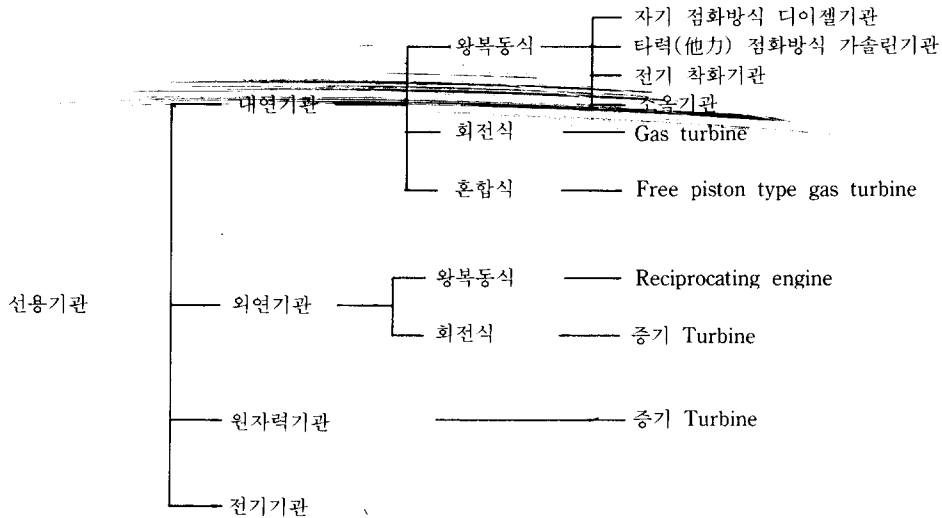 자기 점화방식 디이젤기관
왕복동식 타력(他力) 점화방식 가솔린기관
전기 착화기관
내연기관 소옥기관
회전식 Gas turbine
혼합식 Free piston type gas turbine
왕복동식 Reciprocating engine
선용기관 외연기관
회전식 증기 Turbine
원자력기관 증기 Turbine
전기기관